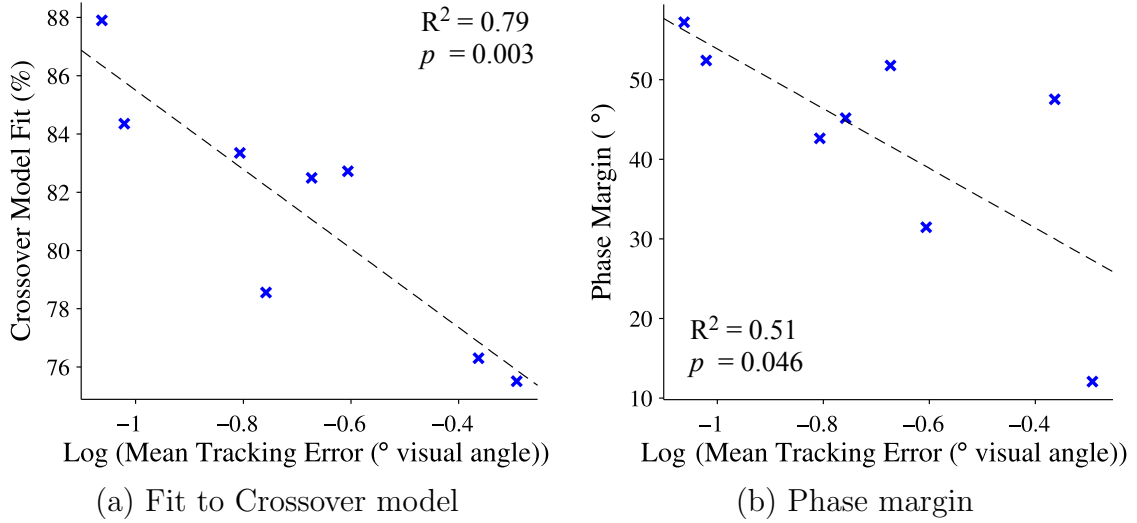 88
86
84
82
80
78
76
Crossover Model Fit (%)
R² = 0.79
p = 0.003
−1
−0.8
−0.6
−0.4
Log (Mean Tracking Error (° visual angle))
(a) Fit to Crossover model
50
40
30
20
10
Phase Margin ( °)
R² = 0.51
p = 0.046
−1
−0.8
−0.6
−0.4
Log (Mean Tracking Error (° visual angle))
(b) Phase margin